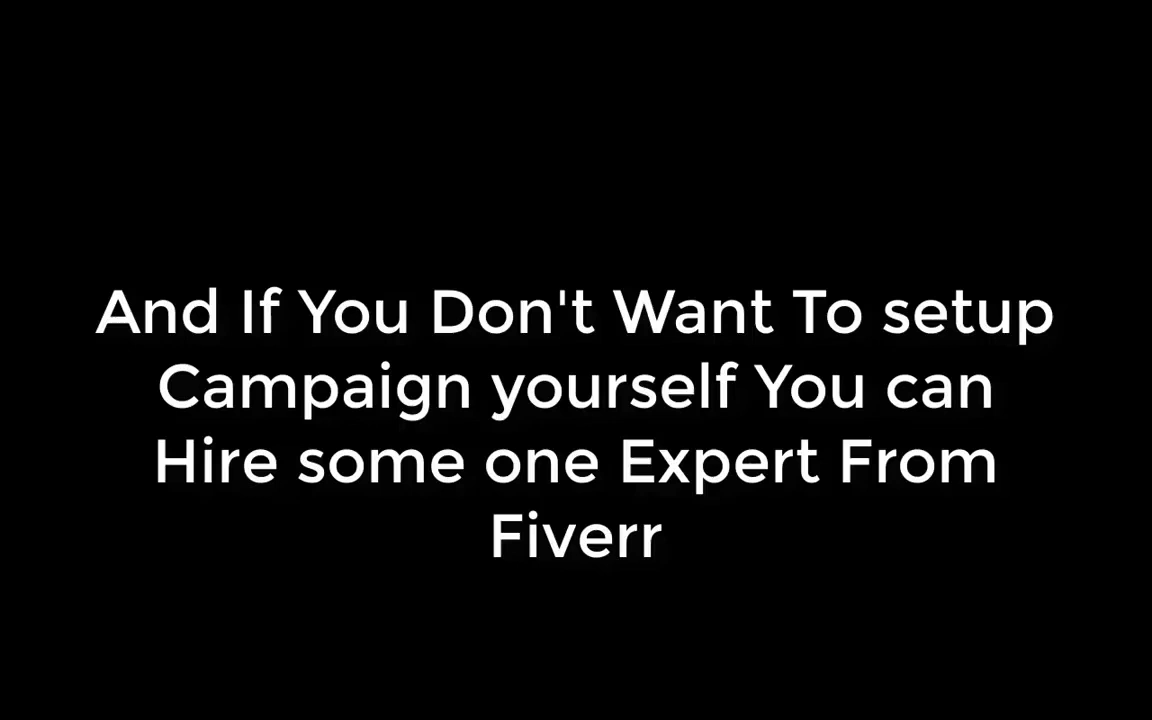 And If You Don't Want To setup
Campaign yourself You can
Hire some one Expert From
Fiverr